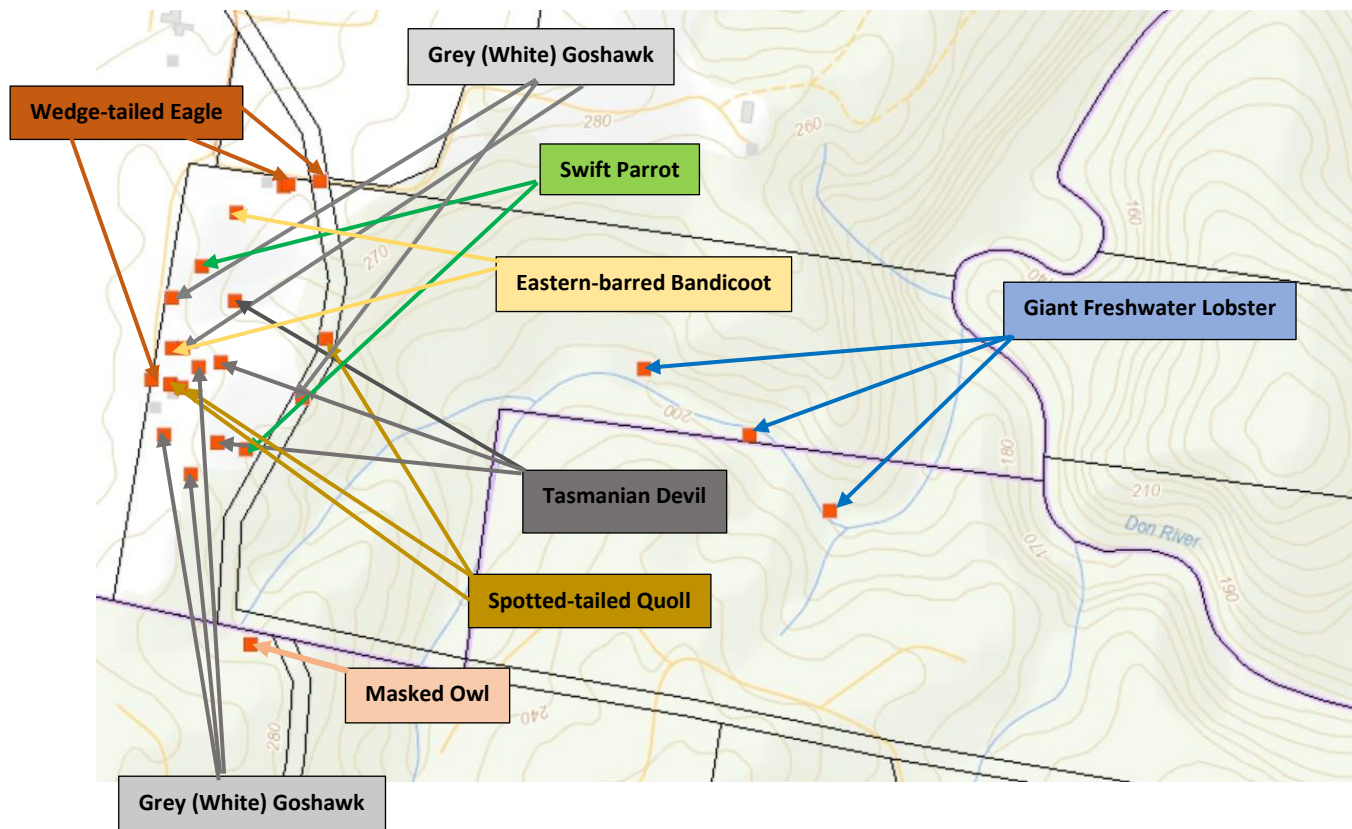 Grey (White) Goshawk
Wedge-tailed Eagle
280
260
Swift Parrot
160
270
Eastern-barred Bandicoot
Giant Freshwater Lobster
200
180
Tasmanian Devil
210
Don River
170
190
Spotted-tailed Quoll
Masked Owl
240
280
Grey (White) Goshawk